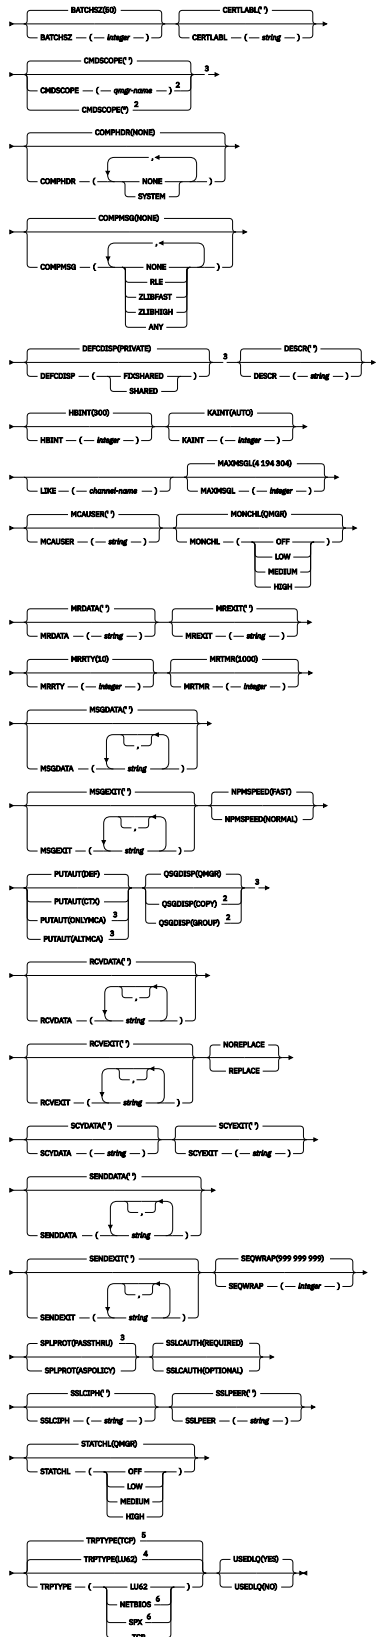 BATCHSZ(50) CERTLABL(' ')
BATCHSZ ( integer ) CERTLABL ( string )
CMDSCOPE(' ')
3
CMDSCOPE ( qmgr-name ) 2
CMDSCOPE(*) 2
COMPHDR(NONE)
,
COMPHDR ( NONE )
SYSTEM
COMPMSG(NONE)
,
COMPMSG ( NONE )
RLE
ZLIBFAST
ZLIBHIGH
ANY
DEFCDISP(PRIVATE) 3 DESCR(' ')
DEFCDISP ( FIXSHARED ) DESCR ( string )
SHARED
HBINT(300) KAINT(AUTO)
HBINT ( integer ) KAINT ( integer )
MAXMSGL(4 194 304)
LIKE ( channel-name ) MAXMSGL ( integer )
MCAUSER(' ') MONCHL(QMGR)
MCAUSER ( string ) MONCHL ( OFF )
LOW
MEDIUM
HIGH
MRDATA(' ') MREXIT(' ')
MRDATA ( string ) MREXIT ( string )
MRRTY(10) MRTMR(1000)
MRRTY ( integer ) MRTMR ( integer )
MSGDATA(' ')
,
MSGDATA ( string )
MSGEXIT(' ') NPMSPEED(FAST)
, NPMSPEED(NORMAL)
MSGEXIT ( string )
PUTAUT(DEF) QSGDISP(QMGR) 3
PUTAUT(CTX) QSGDISP(COPY) 2
PUTAUT(ONLYMCA) 3 QSGDISP(GROUP) 2
PUTAUT(ALTMCA) 3
RCVDATA(' ')
,
RCVDATA ( string )
RCVEXIT(' ') NOREPLACE
, REPLACE
RCVEXIT ( string )
SCYDATA(' ') SCYEXIT(' ')
SCYDATA ( string ) SCYEXIT ( string )
SENDDATA(' ')
,
SENDDATA ( string )
SENDEXIT(' ') SEQWRAP(999 999 999)
, SEQWRAP ( integer )
SENDEXIT ( string )
SPLPROT(PASSTHRU) 3 SSLCAUTH(REQUIRED)
SPLPROT(ASPOLICY) SSLCAUTH(OPTIONAL)
SSLCIPH(' ') SSLPEER(' ')
SSLCIPH ( string ) SSLPEER ( string )
STATCHL(QMGR)
STATCHL ( OFF )
LOW
MEDIUM
HIGH
TRPTYPE(TCP) 5
TRPTYPE(LU62) 4 USEDLQ(YES)
TRPTYPE ( LU62 ) USEDLQ(NO)
NETBIOS 6
SPX 6
TCP